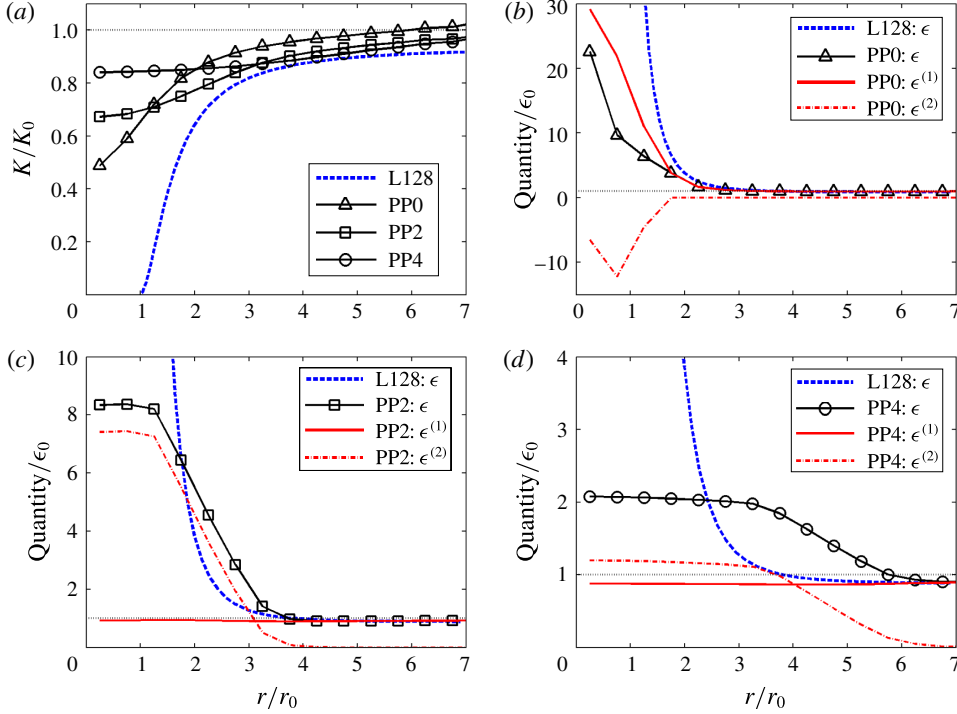 (a)
1.0
0.8
0.6
0.4
0.2
0
1
2
3
4
5
6
7
K/K₀
L128
PP0
PP2
PP4
(b)
30
20
10
0
−10
0
1
2
3
4
5
6
7
Quantity/ϵ₀
L128: ϵ
PP0: ϵ
PP0: ϵ⁽¹⁾
PP0: ϵ⁽²⁾
(c)
10
8
6
4
2
0
1
2
3
4
5
6
7
Quantity/ϵ₀
r/r₀
L128: ϵ
PP2: ϵ
PP2: ϵ⁽¹⁾
PP2: ϵ⁽²⁾
(d)
4
3
2
1
0
1
2
3
4
5
6
7
Quantity/ϵ₀
r/r₀
L128: ϵ
PP4: ϵ
PP4: ϵ⁽¹⁾
PP4: ϵ⁽²⁾